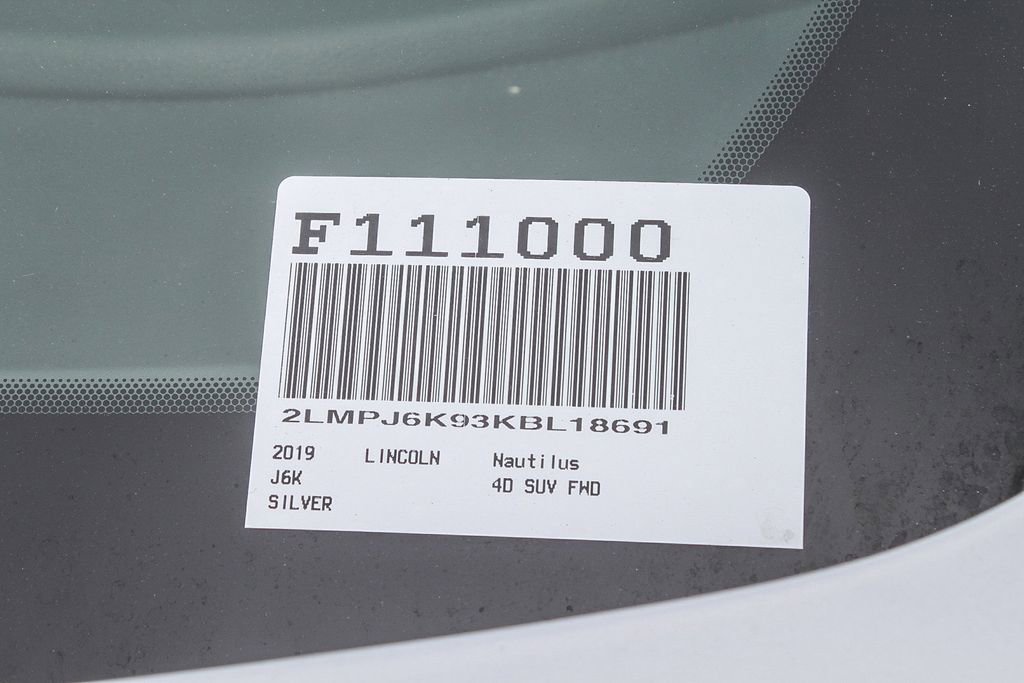 F111000
2LMPJ6K93KBL18691
2019 LINCOLN Nautilus
J6K 4D SUV FWD
SILVER